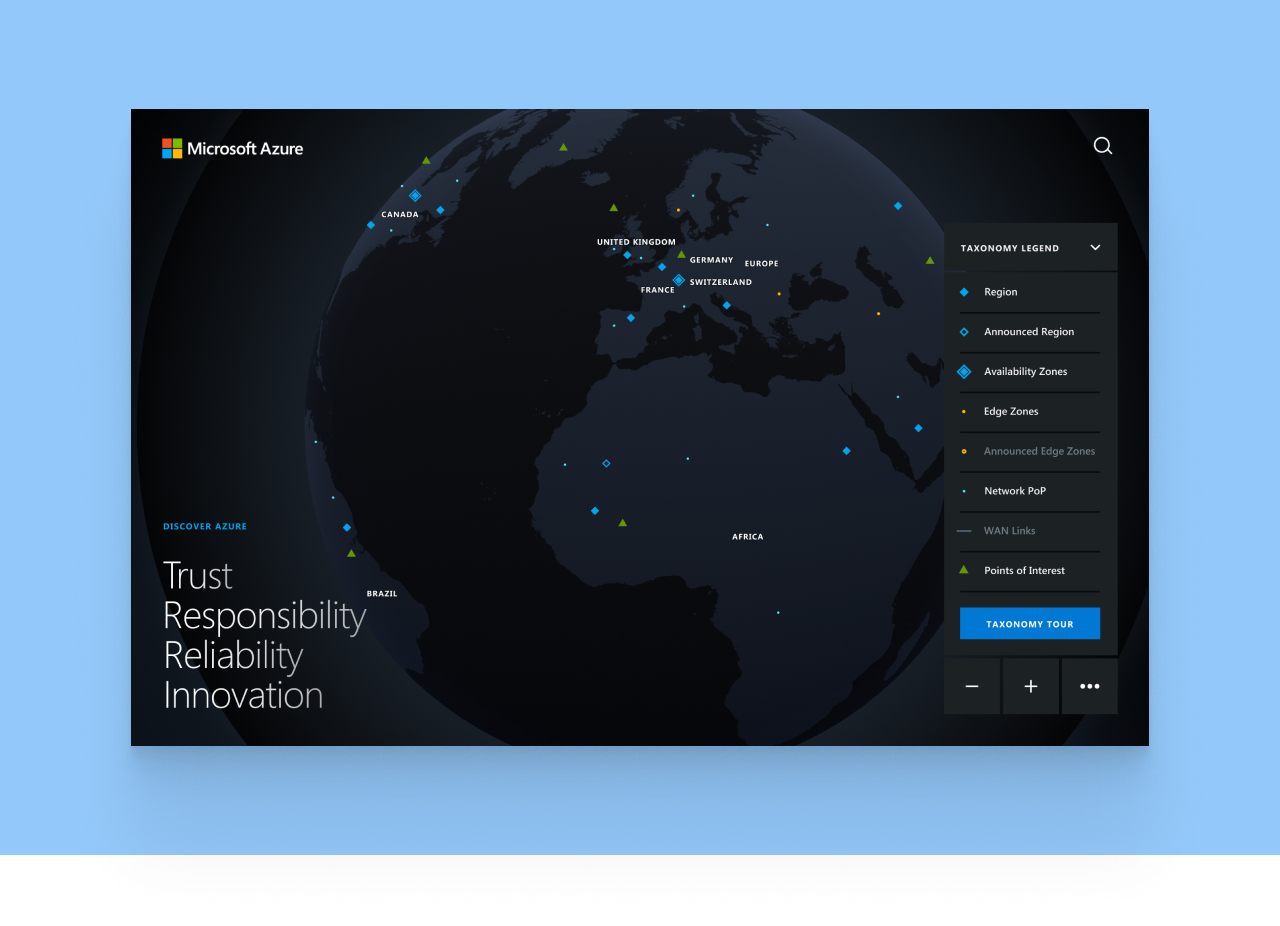 Microsoft Azure
CANADA
UNITED KINGDOM
GERMANY
EUROPE
SWITZERLAND
FRANCE
AFRICA
BRAZIL
DISCOVER AZURE
Trust
Responsibility
Reliability
Innovation
TAXONOMY LEGEND
Region
Announced Region
Availability Zones
Edge Zones
Announced Edge Zones
Network PoP
WAN Links
Points of Interest
TAXONOMY TOUR